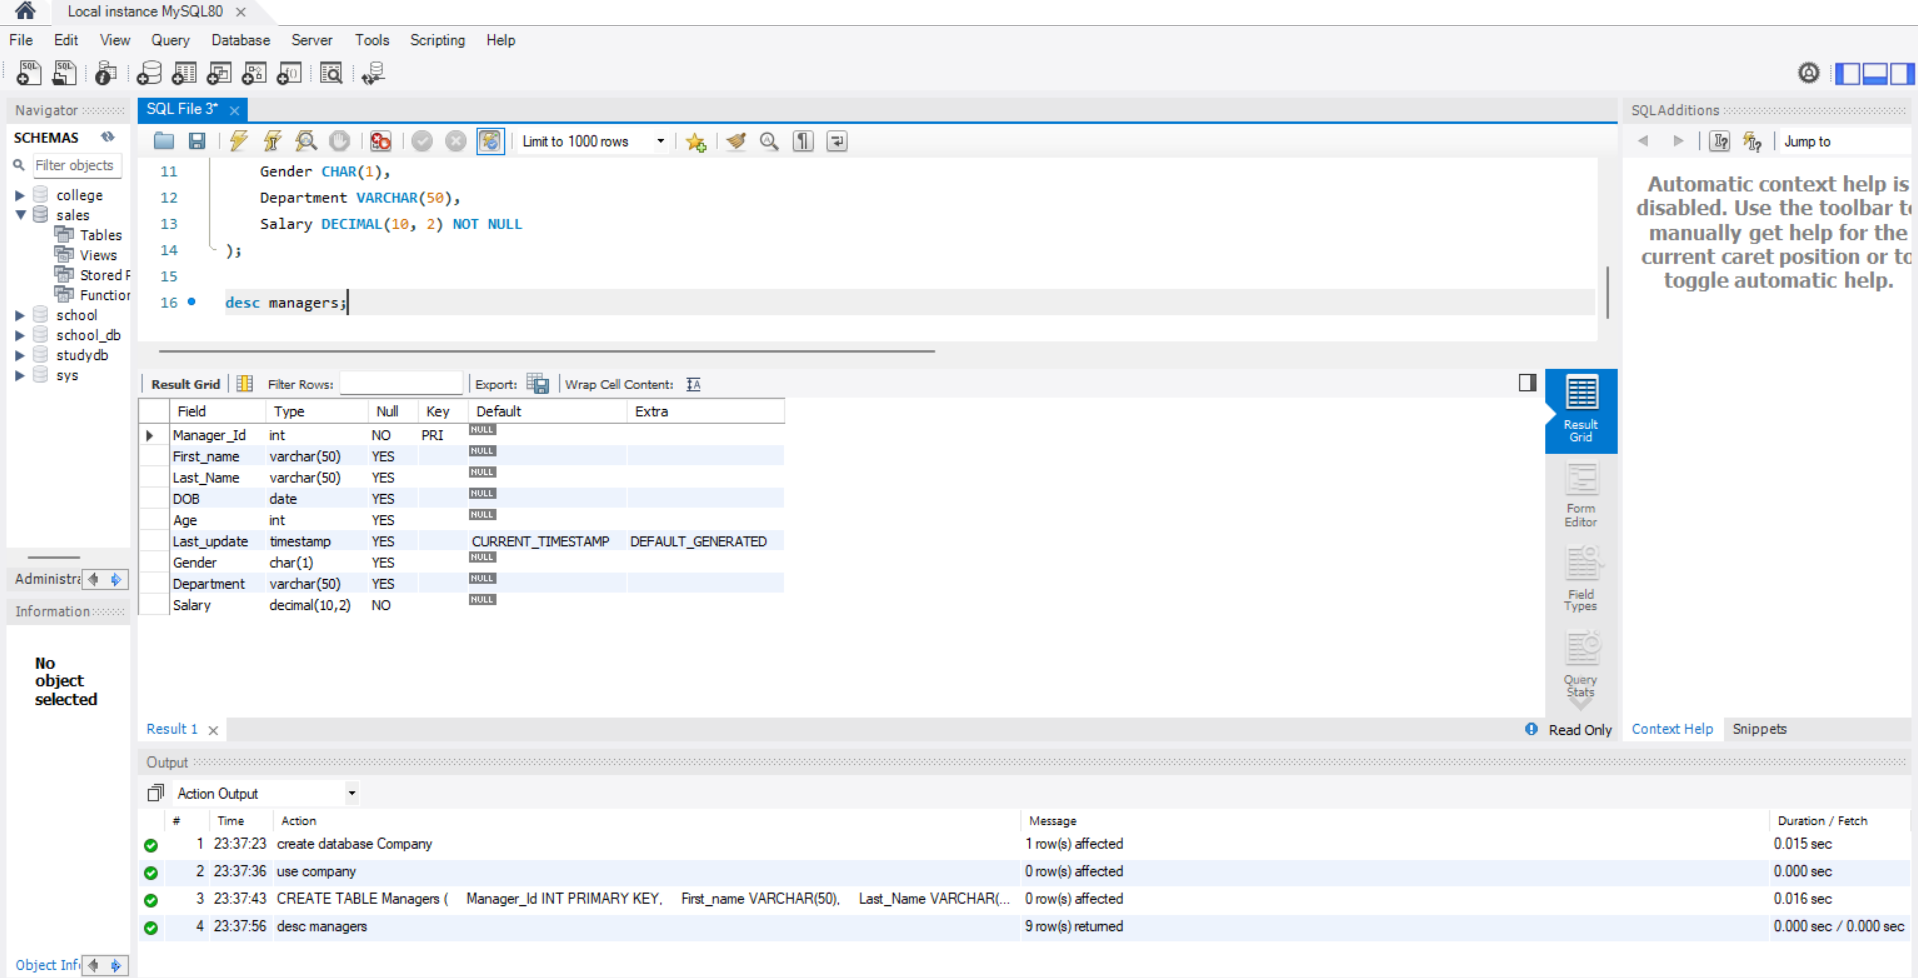 Local instance MySQL80
File Edit View Query Database Server Tools Scripting Help
Navigator
SCHEMAS
Filter objects
college
sales
Tables
Views
Stored P
Function
school
school_db
studydb
sys
Administra
Information
No
object
selected
Object Info
SQL File 3*
Limit to 1000 rows
11 Gender CHAR(1),
12 Department VARCHAR(50),
13 Salary DECIMAL(10, 2) NOT NULL
14 );
15
16 desc managers;
Result Grid Filter Rows: Export: Wrap Cell Content:
Field Type Null Key Default Extra
Manager_Id int NO PRI NULL
First_name varchar(50) YES NULL
Last_Name varchar(50) YES NULL
DOB date YES NULL
Age int YES NULL
Last_update timestamp YES CURRENT_TIMESTAMP DEFAULT_GENERATED
Gender char(1) YES NULL
Department varchar(50) YES NULL
Salary decimal(10,2) NO NULL
Result
Grid
Form
Editor
Field
Types
Query
Stats
Result 1
Read Only
SQLAdditions
Jump to
Automatic context help is
disabled. Use the toolbar to
manually get help for the
current caret position or to
toggle automatic help.
Context Help Snippets
Output
Action Output
# Time Action Message Duration / Fetch
1 23:37:23 create database Company 1 row(s) affected 0.015 sec
2 23:37:36 use company 0 row(s) affected 0.000 sec
3 23:37:43 CREATE TABLE Managers ( Manager_Id INT PRIMARY KEY, First_name VARCHAR(50), Last_Name VARCHAR(... 0 row(s) affected 0.016 sec
4 23:37:56 desc managers 9 row(s) returned 0.000 sec / 0.000 sec